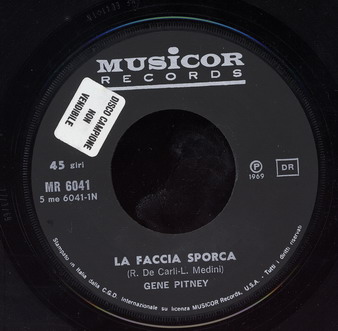 MUSICOR
RECORDS
DISCO CAMPIONE
NON
VENDIBILE
45 giri
MR 6041
5 me 6041-1N
P
1969
DR
LA FACCIA SPORCA
(R. De Carli-L. Medini)
GENE PITNEY
Stampato in Italia dalla C.G.D. Internazionale su licenza MUSICOR Records, U.S.A. - Tutti i diritti riservati